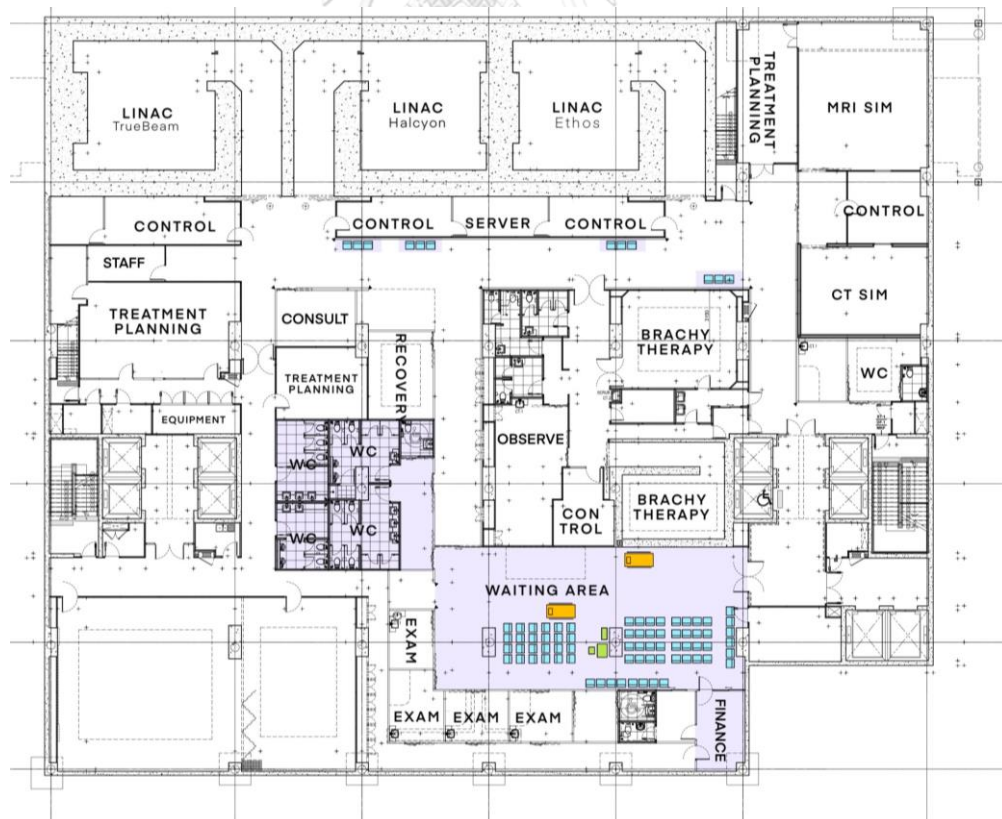 LINAC
TrueBeam
LINAC
Halcyon
LINAC
Ethos
TREATMENT
PLANNING
MRI SIM
CONTROL
CONTROL
SERVER
CONTROL
CONTROL
STAFF
CT SIM
TREATMENT
PLANNING
CONSULT
RECOVERY
BRACHY
THERAPY
WC
TREATMENT
PLANNING
EQUIPMENT
OBSERVE
WC
WC
WC
WC
CON
TROL
BRACHY
THERAPY
WAITING AREA
EXAM
EXAM
EXAM
EXAM
FINANCE